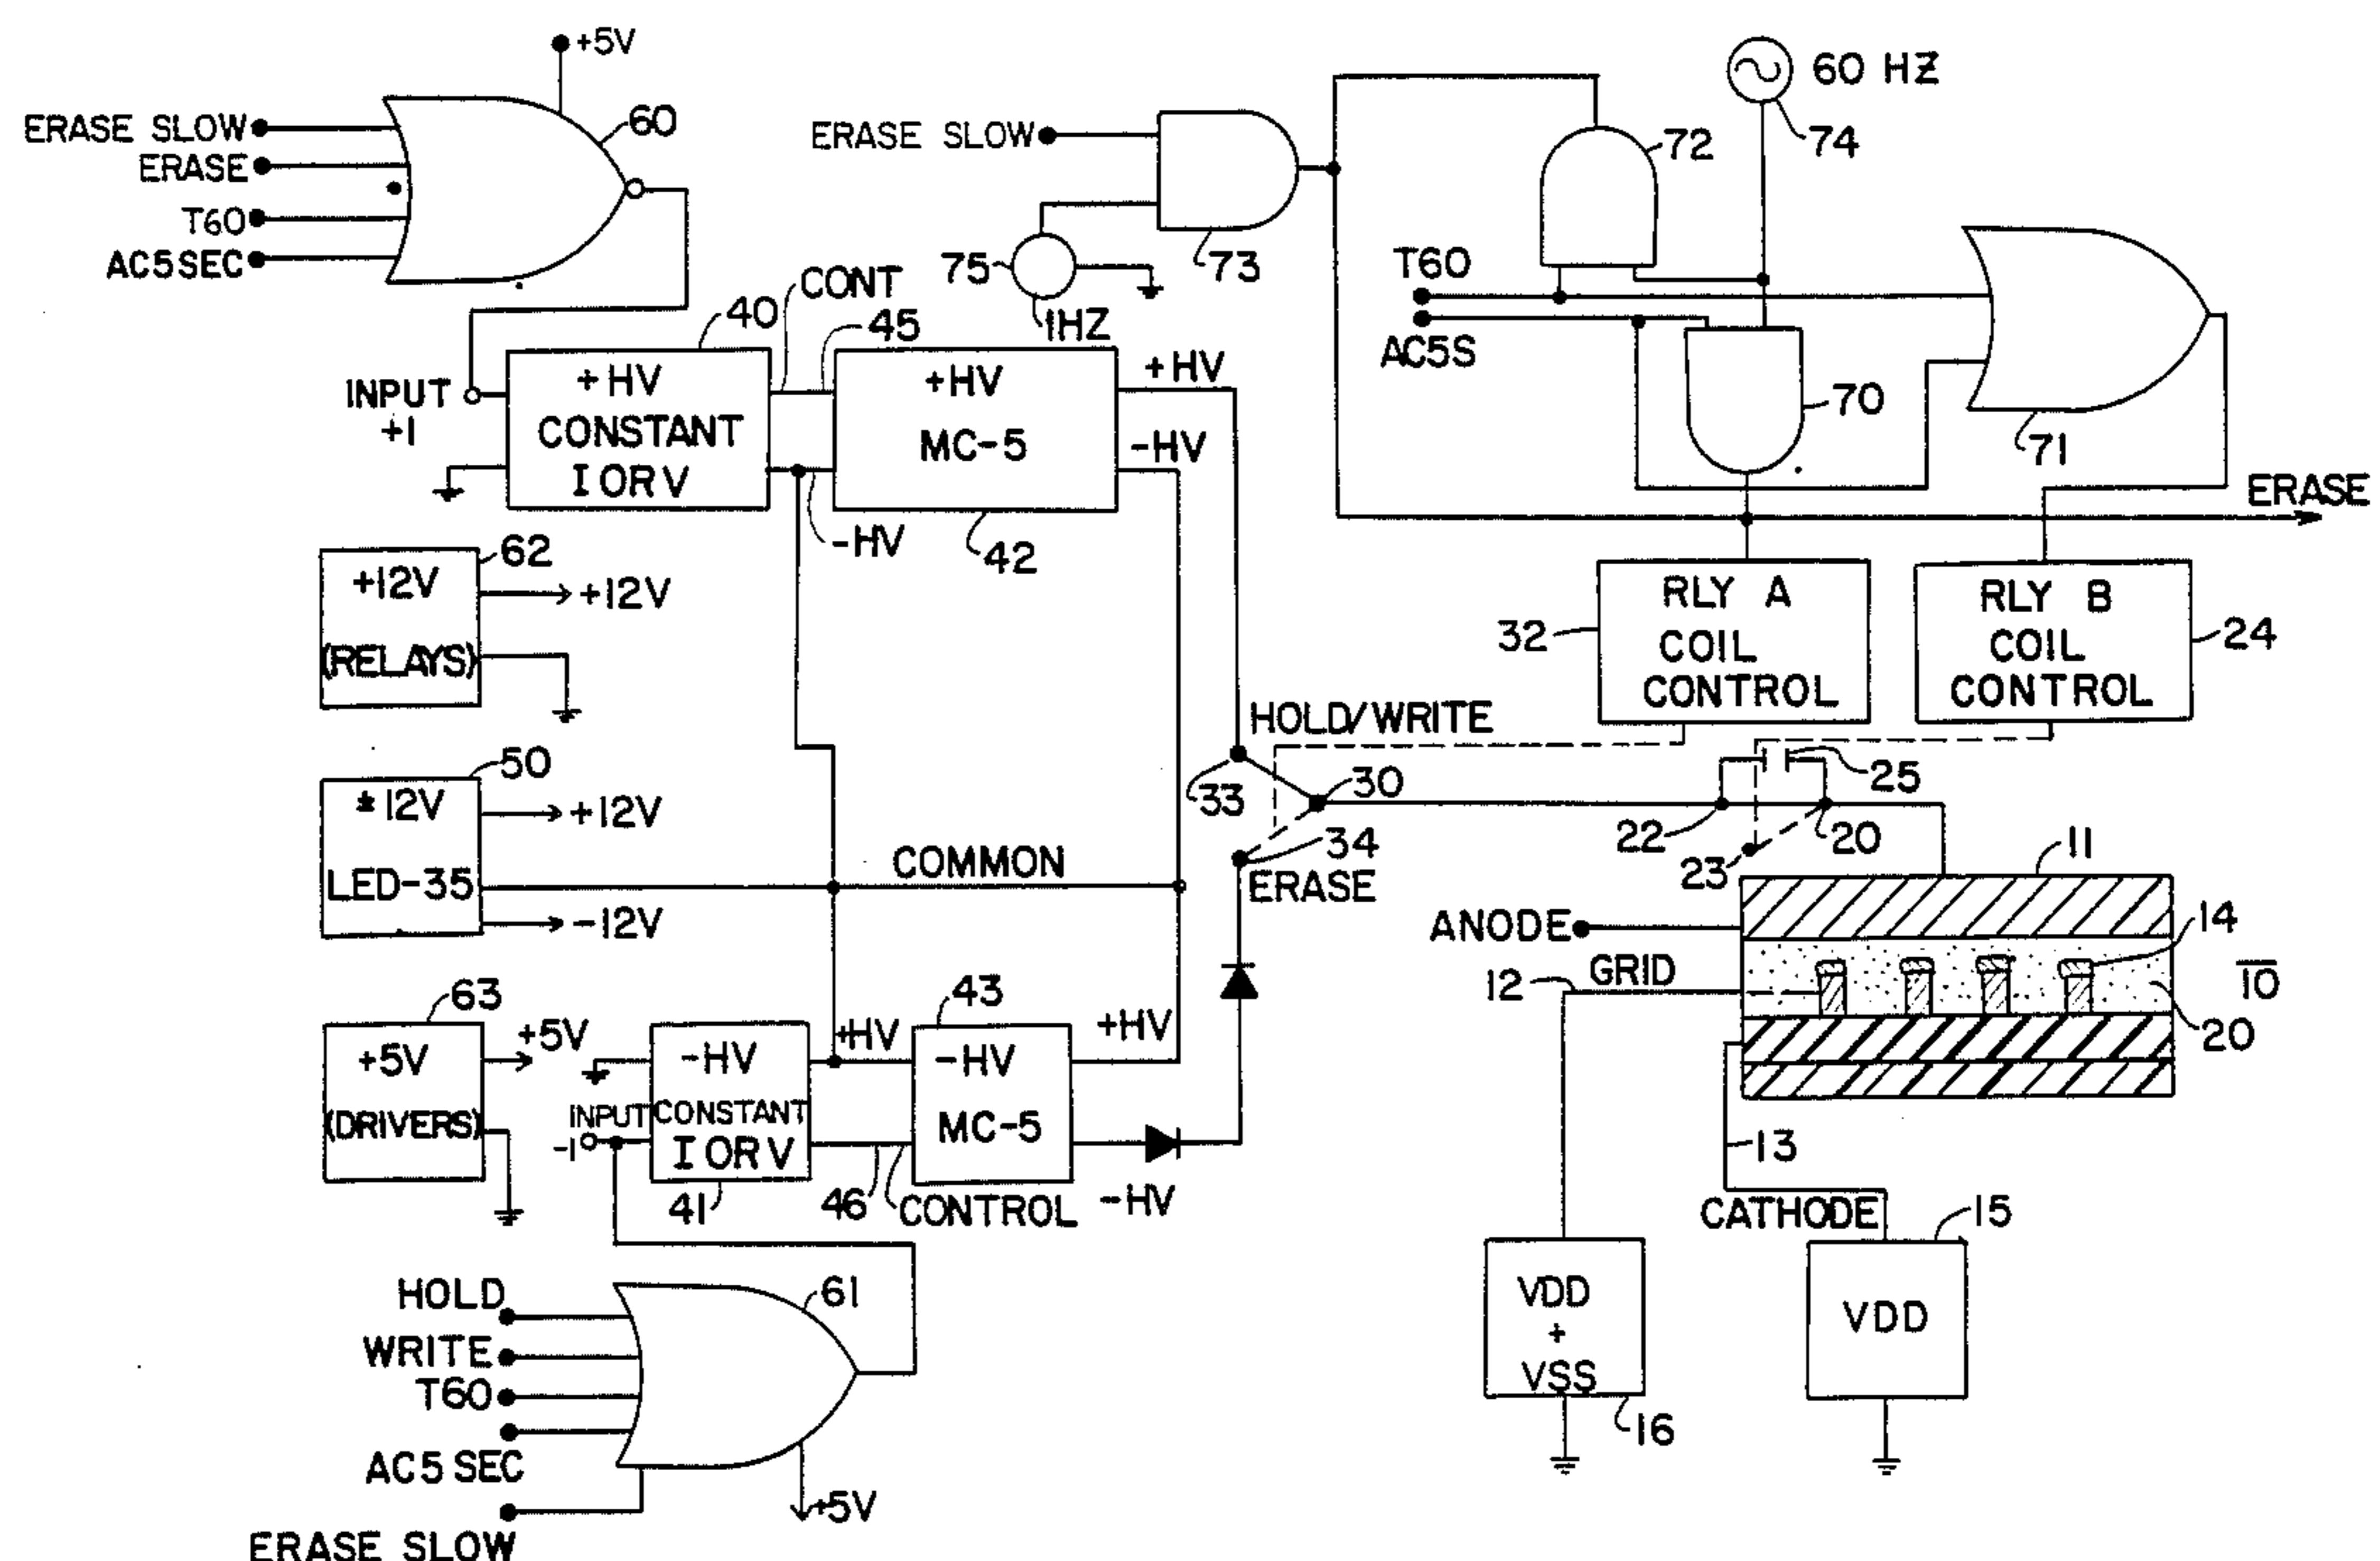 +5V
ERASE SLOW
60
ERASE
T60
AC5SEC
ERASE SLOW
73
75
1HZ
72
60 HZ
74
T60
AC5S
70
71
ERASE
INPUT
+1
40
+HV
CONSTANT
I OR V
CONT
45
-HV
+HV
MC-5
42
+HV
-HV
62
+12V
(RELAYS)
+12V
RLY A
COIL
CONTROL
32
RLY B
COIL
CONTROL
24
50
±12V
LED-35
+12V
-12V
COMMON
HOLD/WRITE
33
30
34
ERASE
22
25
20
23
11
ANODE
14
12
GRID
10
20
13
CATHODE
63
+5V
(DRIVERS)
+5V
INPUT
-1
-HV
CONSTANT
I OR V
41
+HV
46
CONTROL
43
-HV
MC-5
+HV
-HV
15
VDD
VDD
+
VSS
16
HOLD
WRITE
T60
AC5 SEC
ERASE SLOW
61
+5V